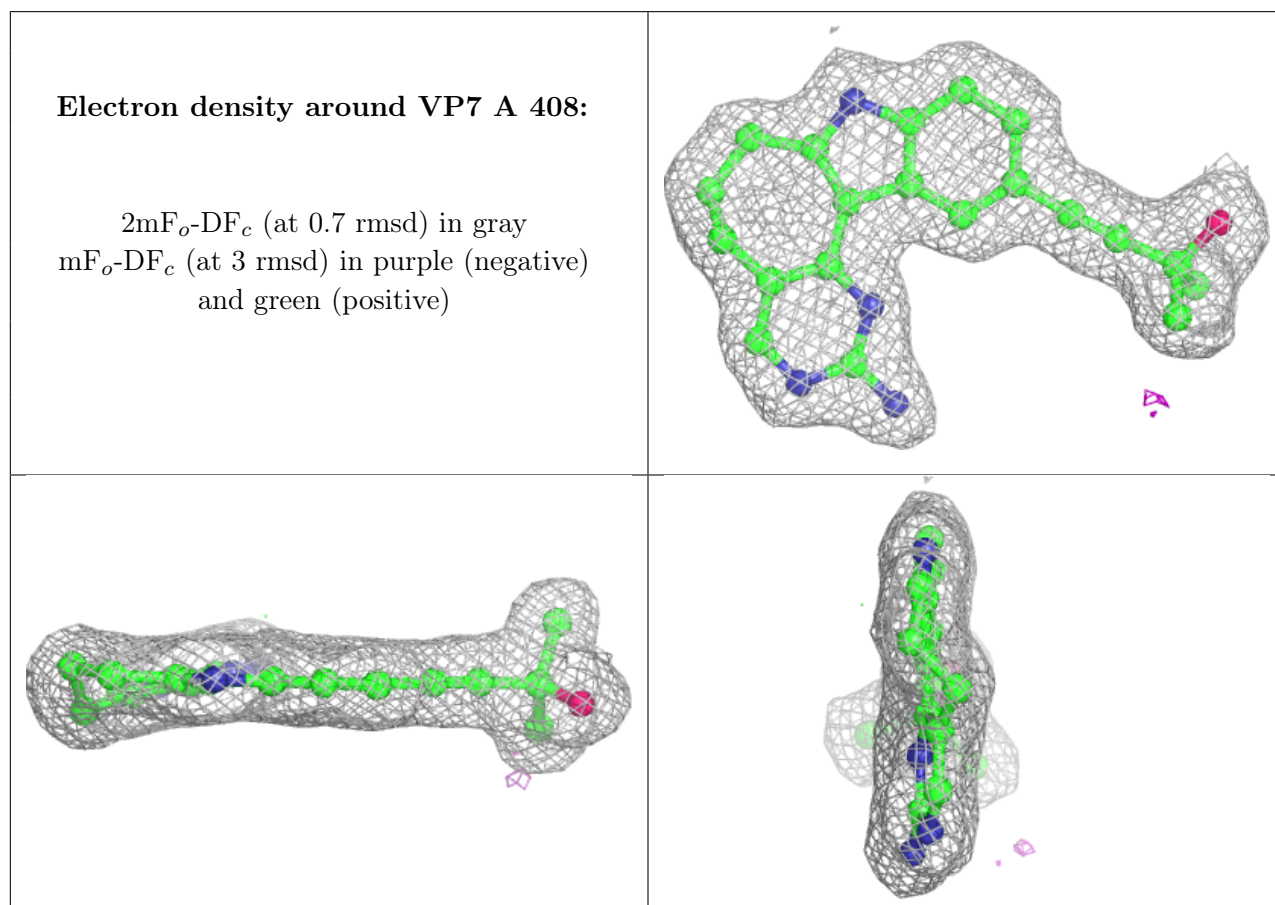 Electron density around VP7 A 408:
2mFo-DFc (at 0.7 rmsd) in gray
mFo-DFc (at 3 rmsd) in purple (negative)
and green (positive)